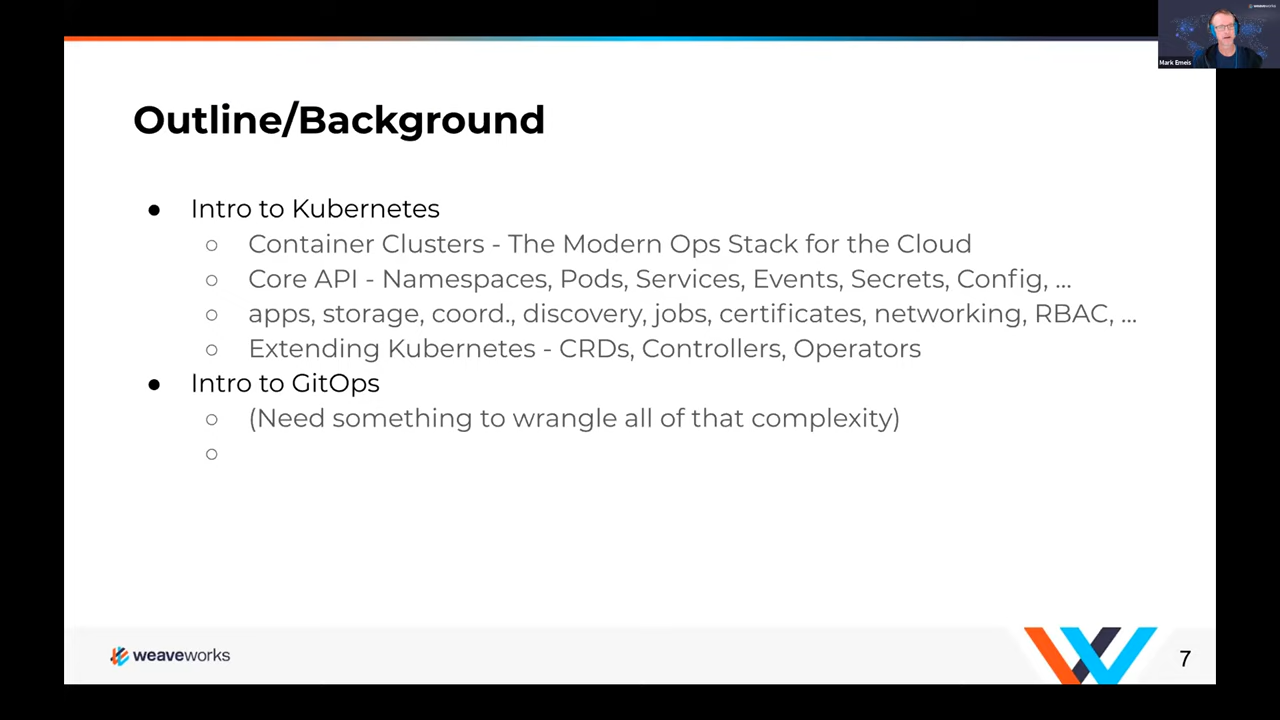 weaveworks
Mark Emeis
Outline/Background
● Intro to Kubernetes
○ Container Clusters - The Modern Ops Stack for the Cloud
○ Core API - Namespaces, Pods, Services, Events, Secrets, Config, ...
○ apps, storage, coord., discovery, jobs, certificates, networking, RBAC, ...
○ Extending Kubernetes - CRDs, Controllers, Operators
● Intro to GitOps
○ (Need something to wrangle all of that complexity)
○
weaveworks
7